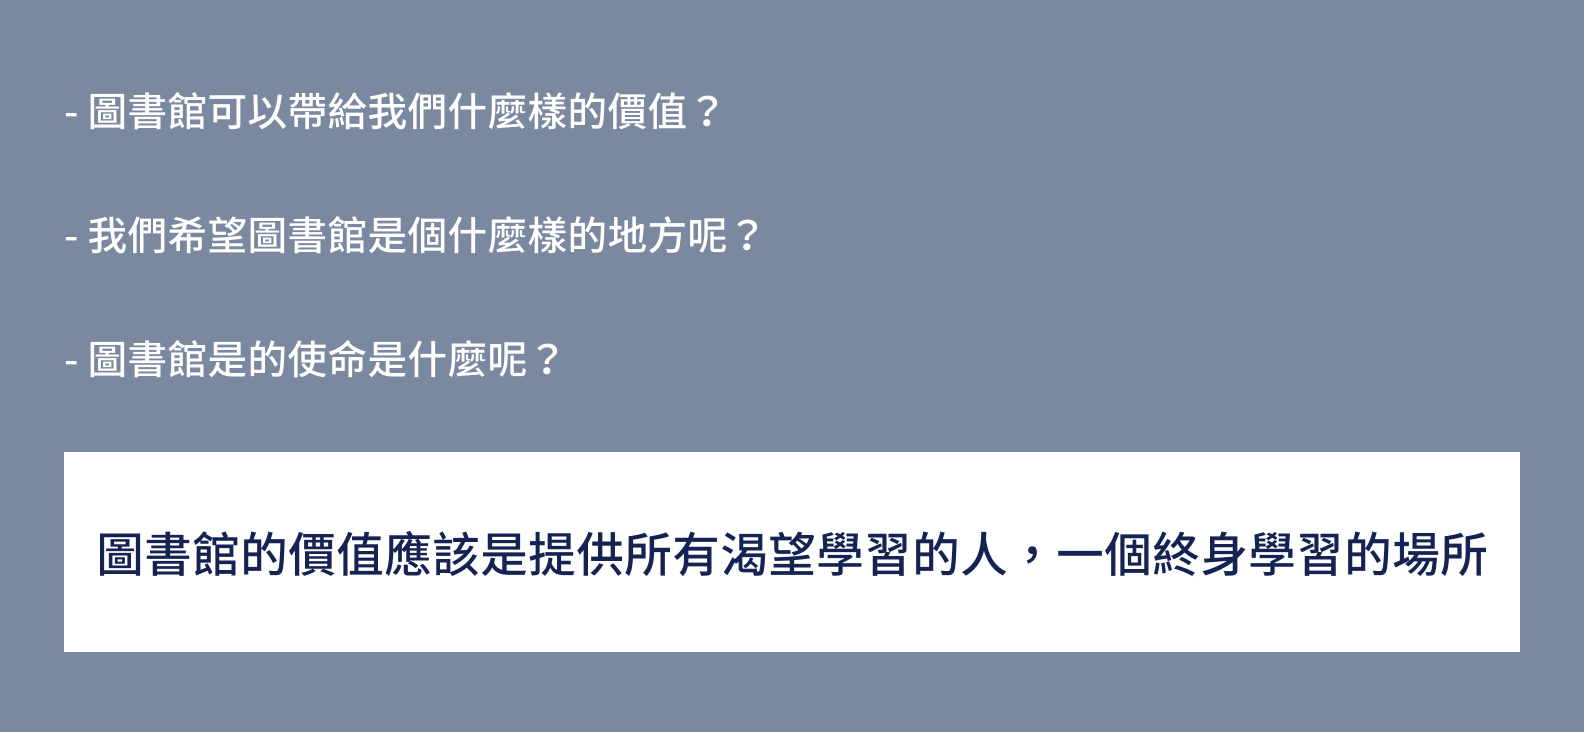 - 圖書館可以帶給我們什麼樣的價值？
- 我們希望圖書館是個什麼樣的地方呢？
- 圖書館是的使命是什麼呢？
圖書館的價值應該是提供所有渴望學習的人，一個終身學習的場所